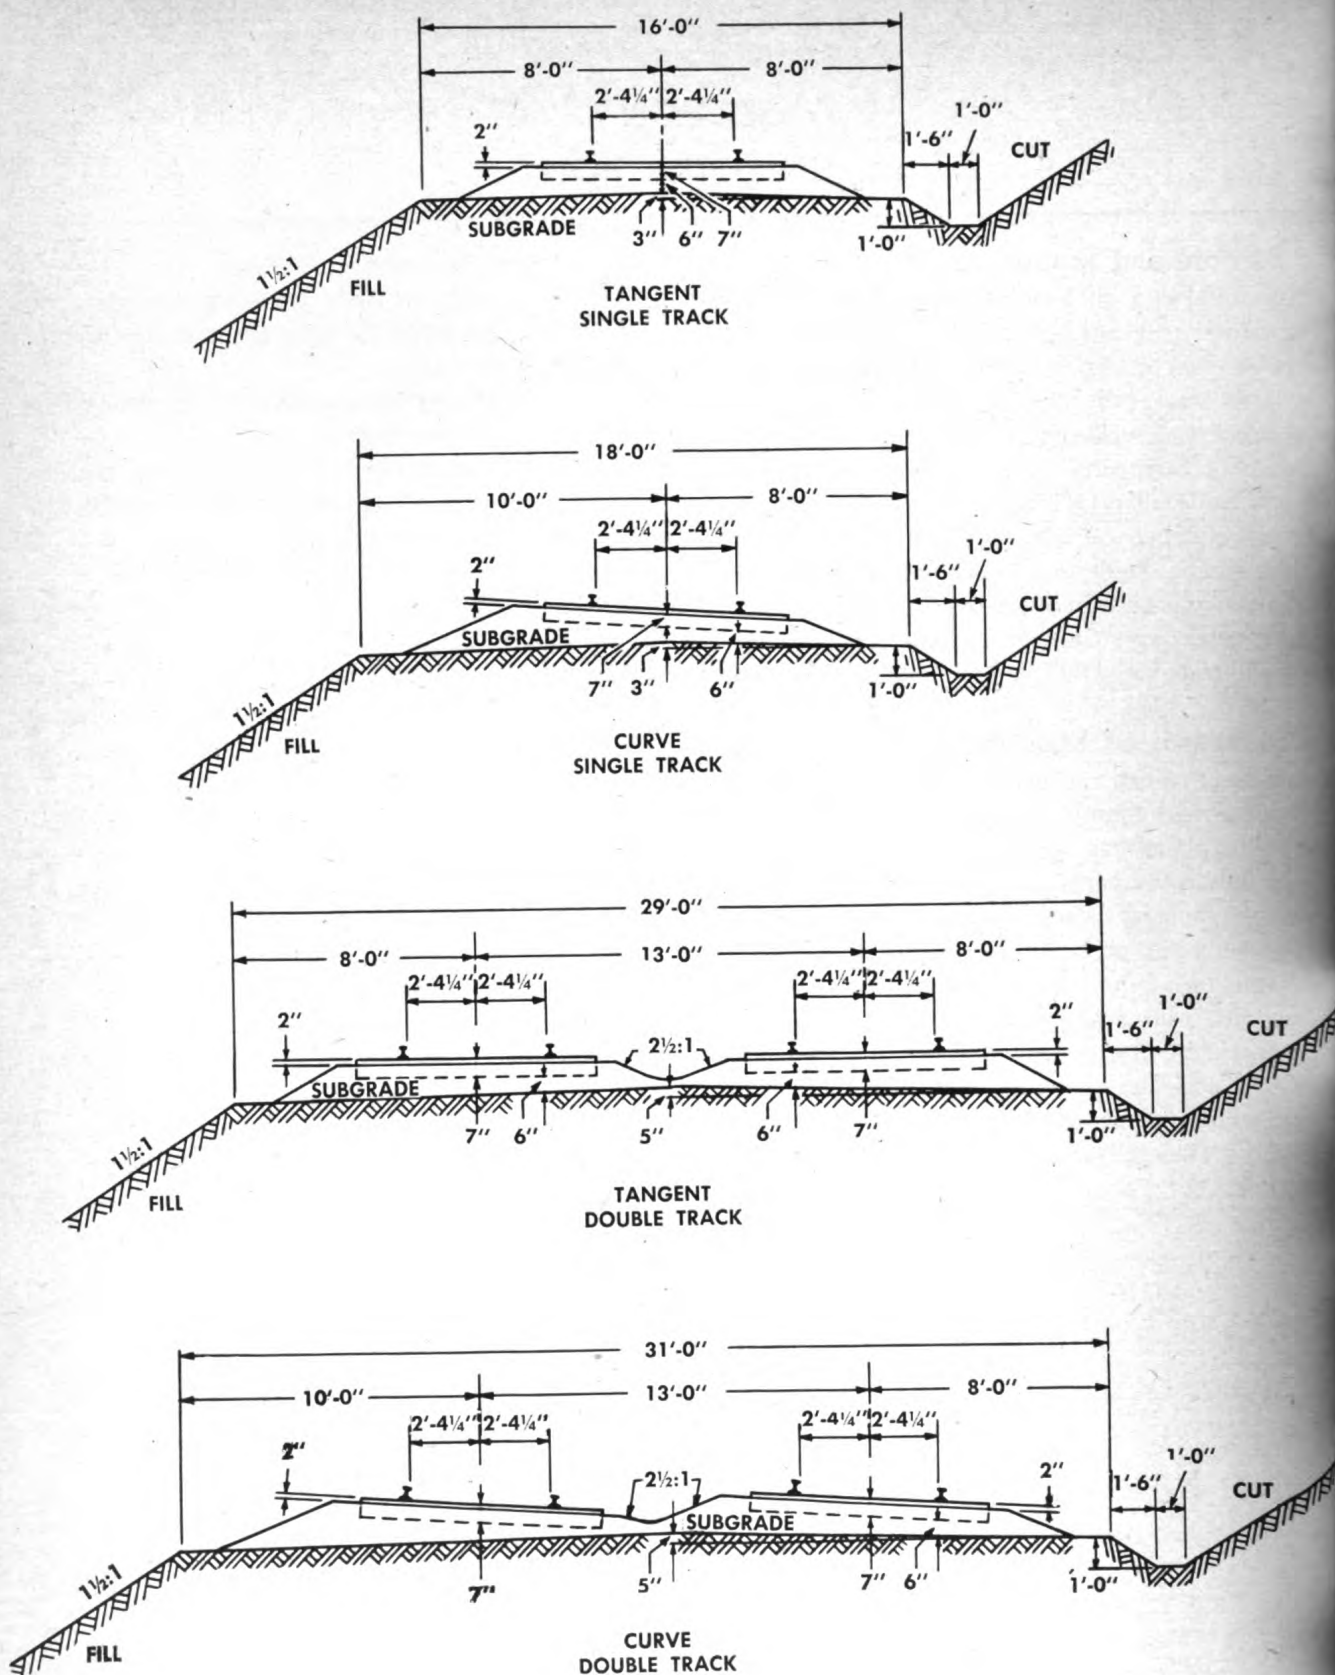 16'-0"
8'-0" 8'-0"
2'-4¼" 2'-4¼"
2"
1'-0"
1'-6"
CUT
SUBGRADE
3" 6" 7"
1'-0"
1½:1
FILL
TANGENT
SINGLE TRACK
18'-0"
10'-0" 8'-0"
2'-4¼" 2'-4¼"
2"
1'-0"
1'-6"
CUT
SUBGRADE
7" 3" 6"
1'-0"
1½:1
FILL
CURVE
SINGLE TRACK
29'-0"
8'-0" 13'-0" 8'-0"
2'-4¼" 2'-4¼" 2'-4¼" 2'-4¼"
2" 2"
1'-0"
1'-6"
CUT
2½:1
SUBGRADE
7" 6" 5" 6" 7"
1'-0"
1½:1
FILL
TANGENT
DOUBLE TRACK
31'-0"
10'-0" 13'-0" 8'-0"
2'-4¼" 2'-4¼" 2'-4¼" 2'-4¼"
2" 2"
1'-0"
1'-6"
CUT
2½:1
SUBGRADE
7" 5" 7" 6"
1'-0"
1½:1
FILL
CURVE
DOUBLE TRACK